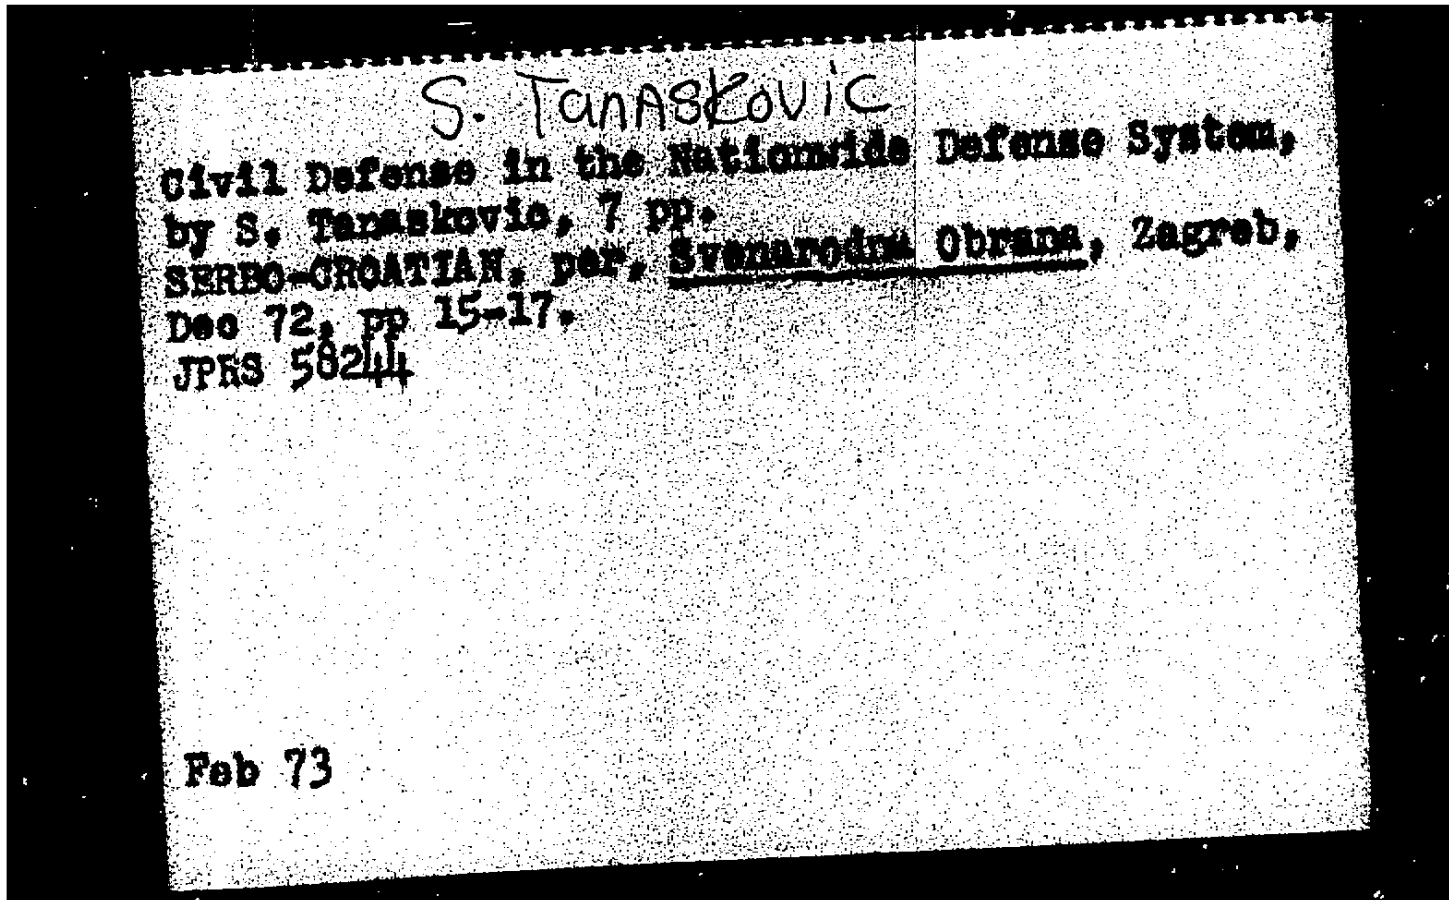 S. Tanaskovic
Civil Defense in the Nationwide Defense System,
by S. Tanaskovic, 7 pp.
SERBO-CROATIAN, per, Svenarodna Obrana, Zagreb,
Dec 72, pp 15-17.
JPRS 58244
Feb 73